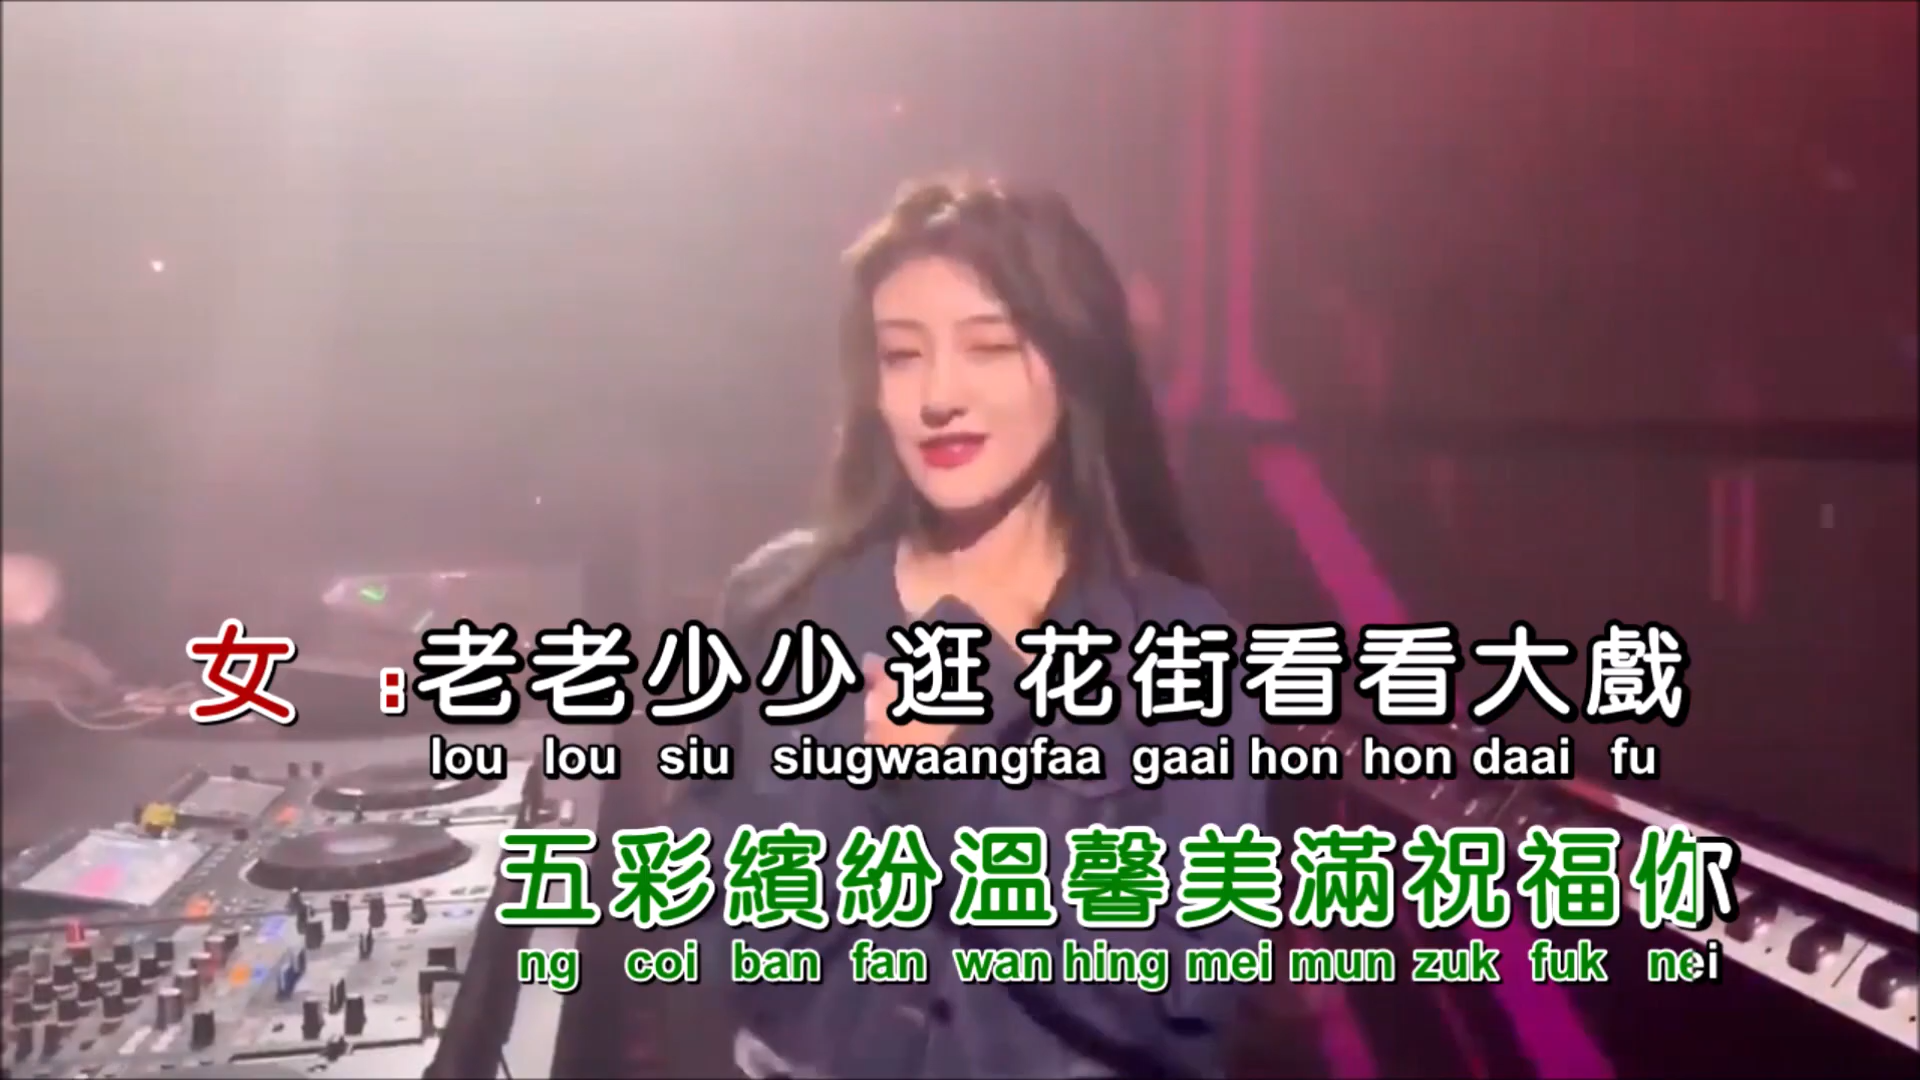 女 :老老少少 逛 花街看看大戲
lou lou siu siugwaangfaa gaai hon hon daai fu
五彩繽紛溫馨美滿祝福你
ng coi ban fan wan hing mei mun zuk fuk nei